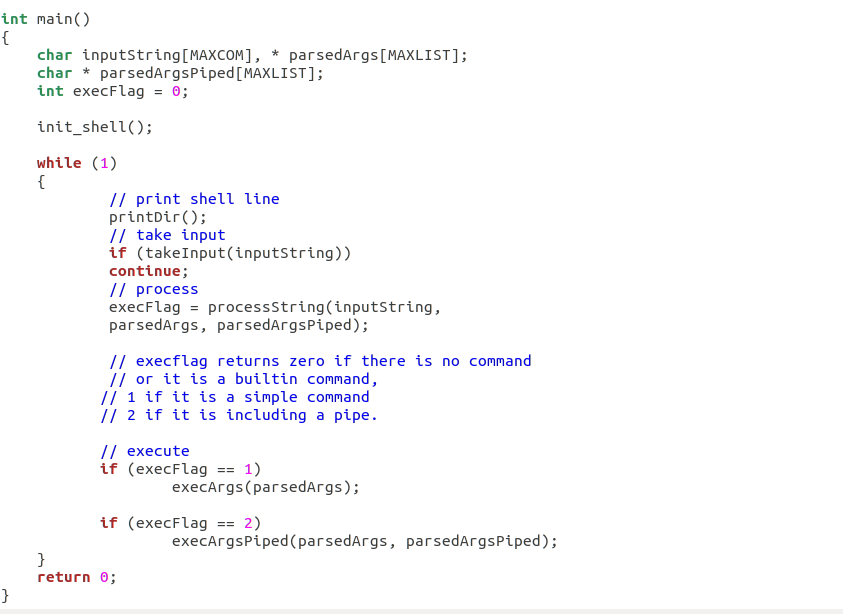 int main()
{
    char inputString[MAXCOM], * parsedArgs[MAXLIST];
    char * parsedArgsPiped[MAXLIST];
    int execFlag = 0;

    init_shell();

    while (1)
    {
            // print shell line
            printDir();
            // take input
            if (takeInput(inputString))
            continue;
            // process
            execFlag = processString(inputString,
            parsedArgs, parsedArgsPiped);

            // execflag returns zero if there is no command
            // or it is a builtin command,
           // 1 if it is a simple command
           // 2 if it is including a pipe.

           // execute
           if (execFlag == 1)
                   execArgs(parsedArgs);

           if (execFlag == 2)
                   execArgsPiped(parsedArgs, parsedArgsPiped);
    }
    return 0;
}